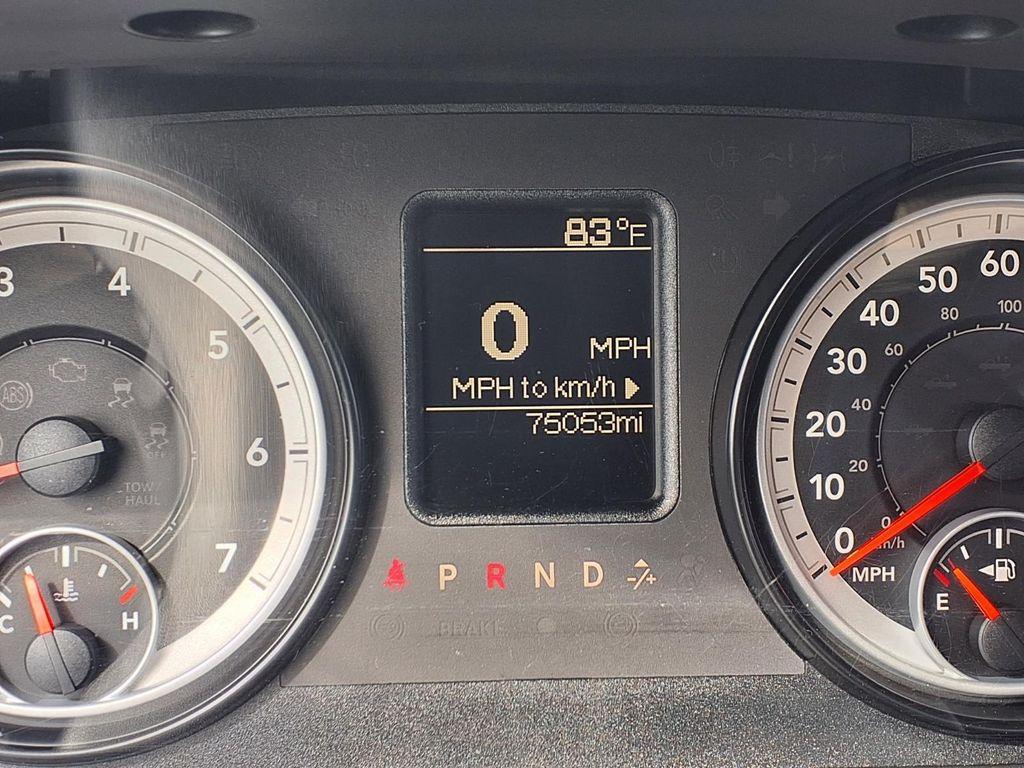 83°F
0
MPH
MPH to km/h
75053mi
3
4
5
6
7
ABS
OFF
TOW
HAUL
C
H
P R N D -/+
BRAKE
60
50
40
30
20
10
0
MPH
100
80
60
40
20
0
km/h
E